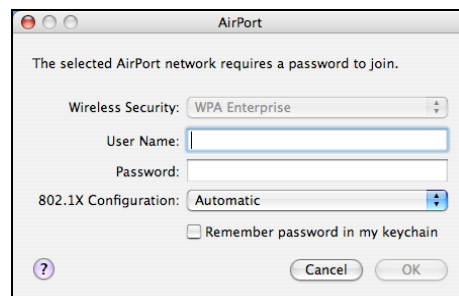 AirPort
The selected AirPort network requires a password to join.
Wireless Security: WPA Enterprise
User Name:
Password:
802.1X Configuration: Automatic
Remember password in my keychain
? Cancel OK